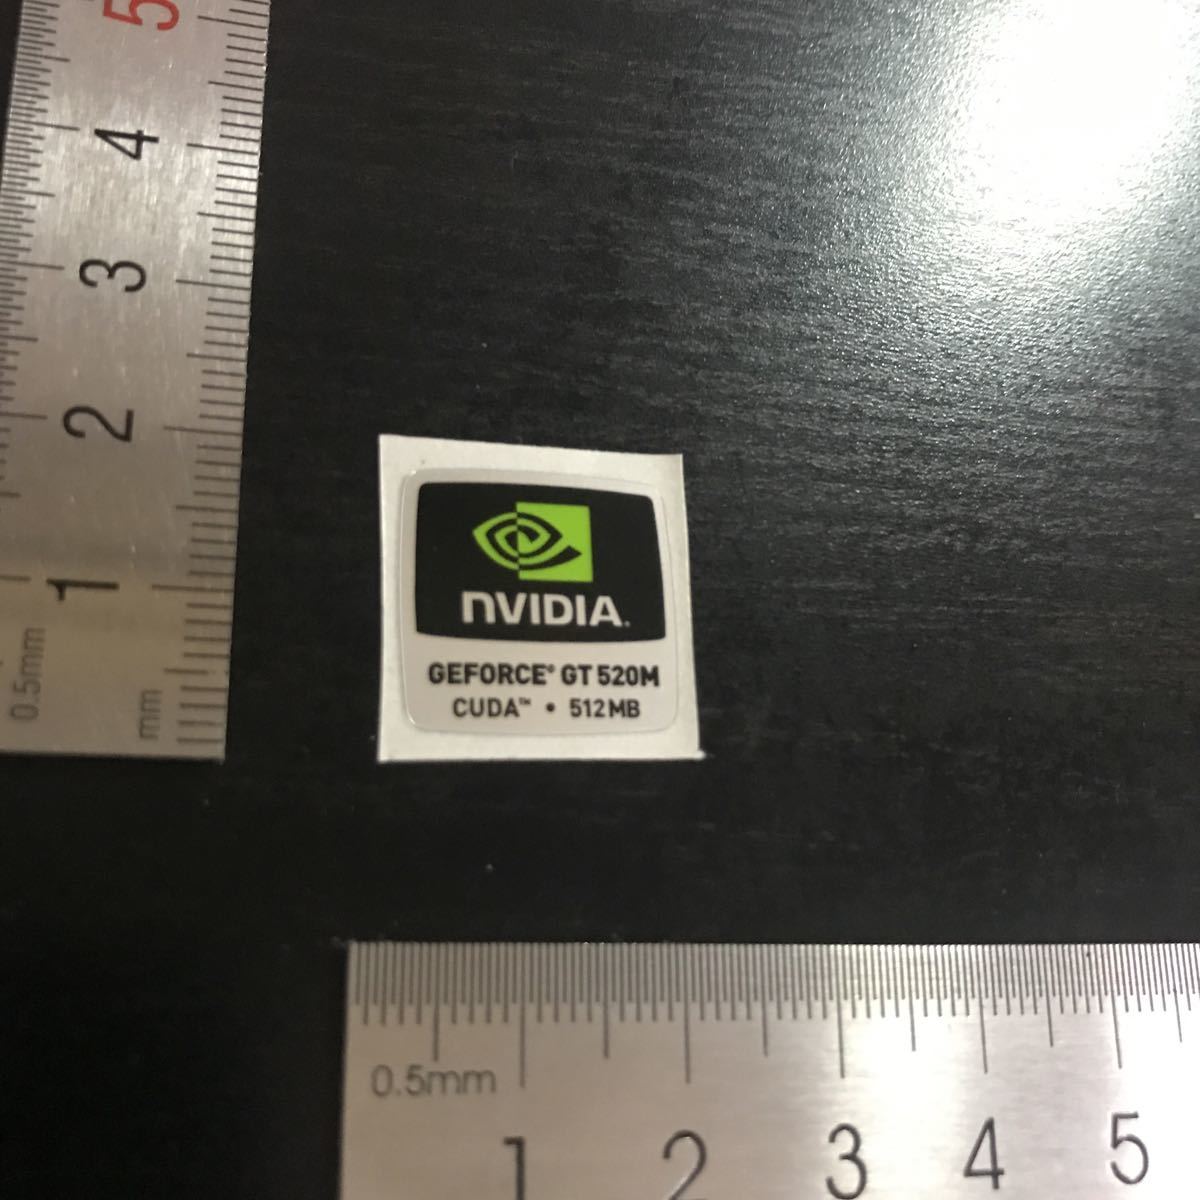 5
4
3
2
1
0.5mm
mm
NVIDIA.
GEFORCE® GT 520M
CUDA™ • 512MB
0.5mm
1 2 3 4 5